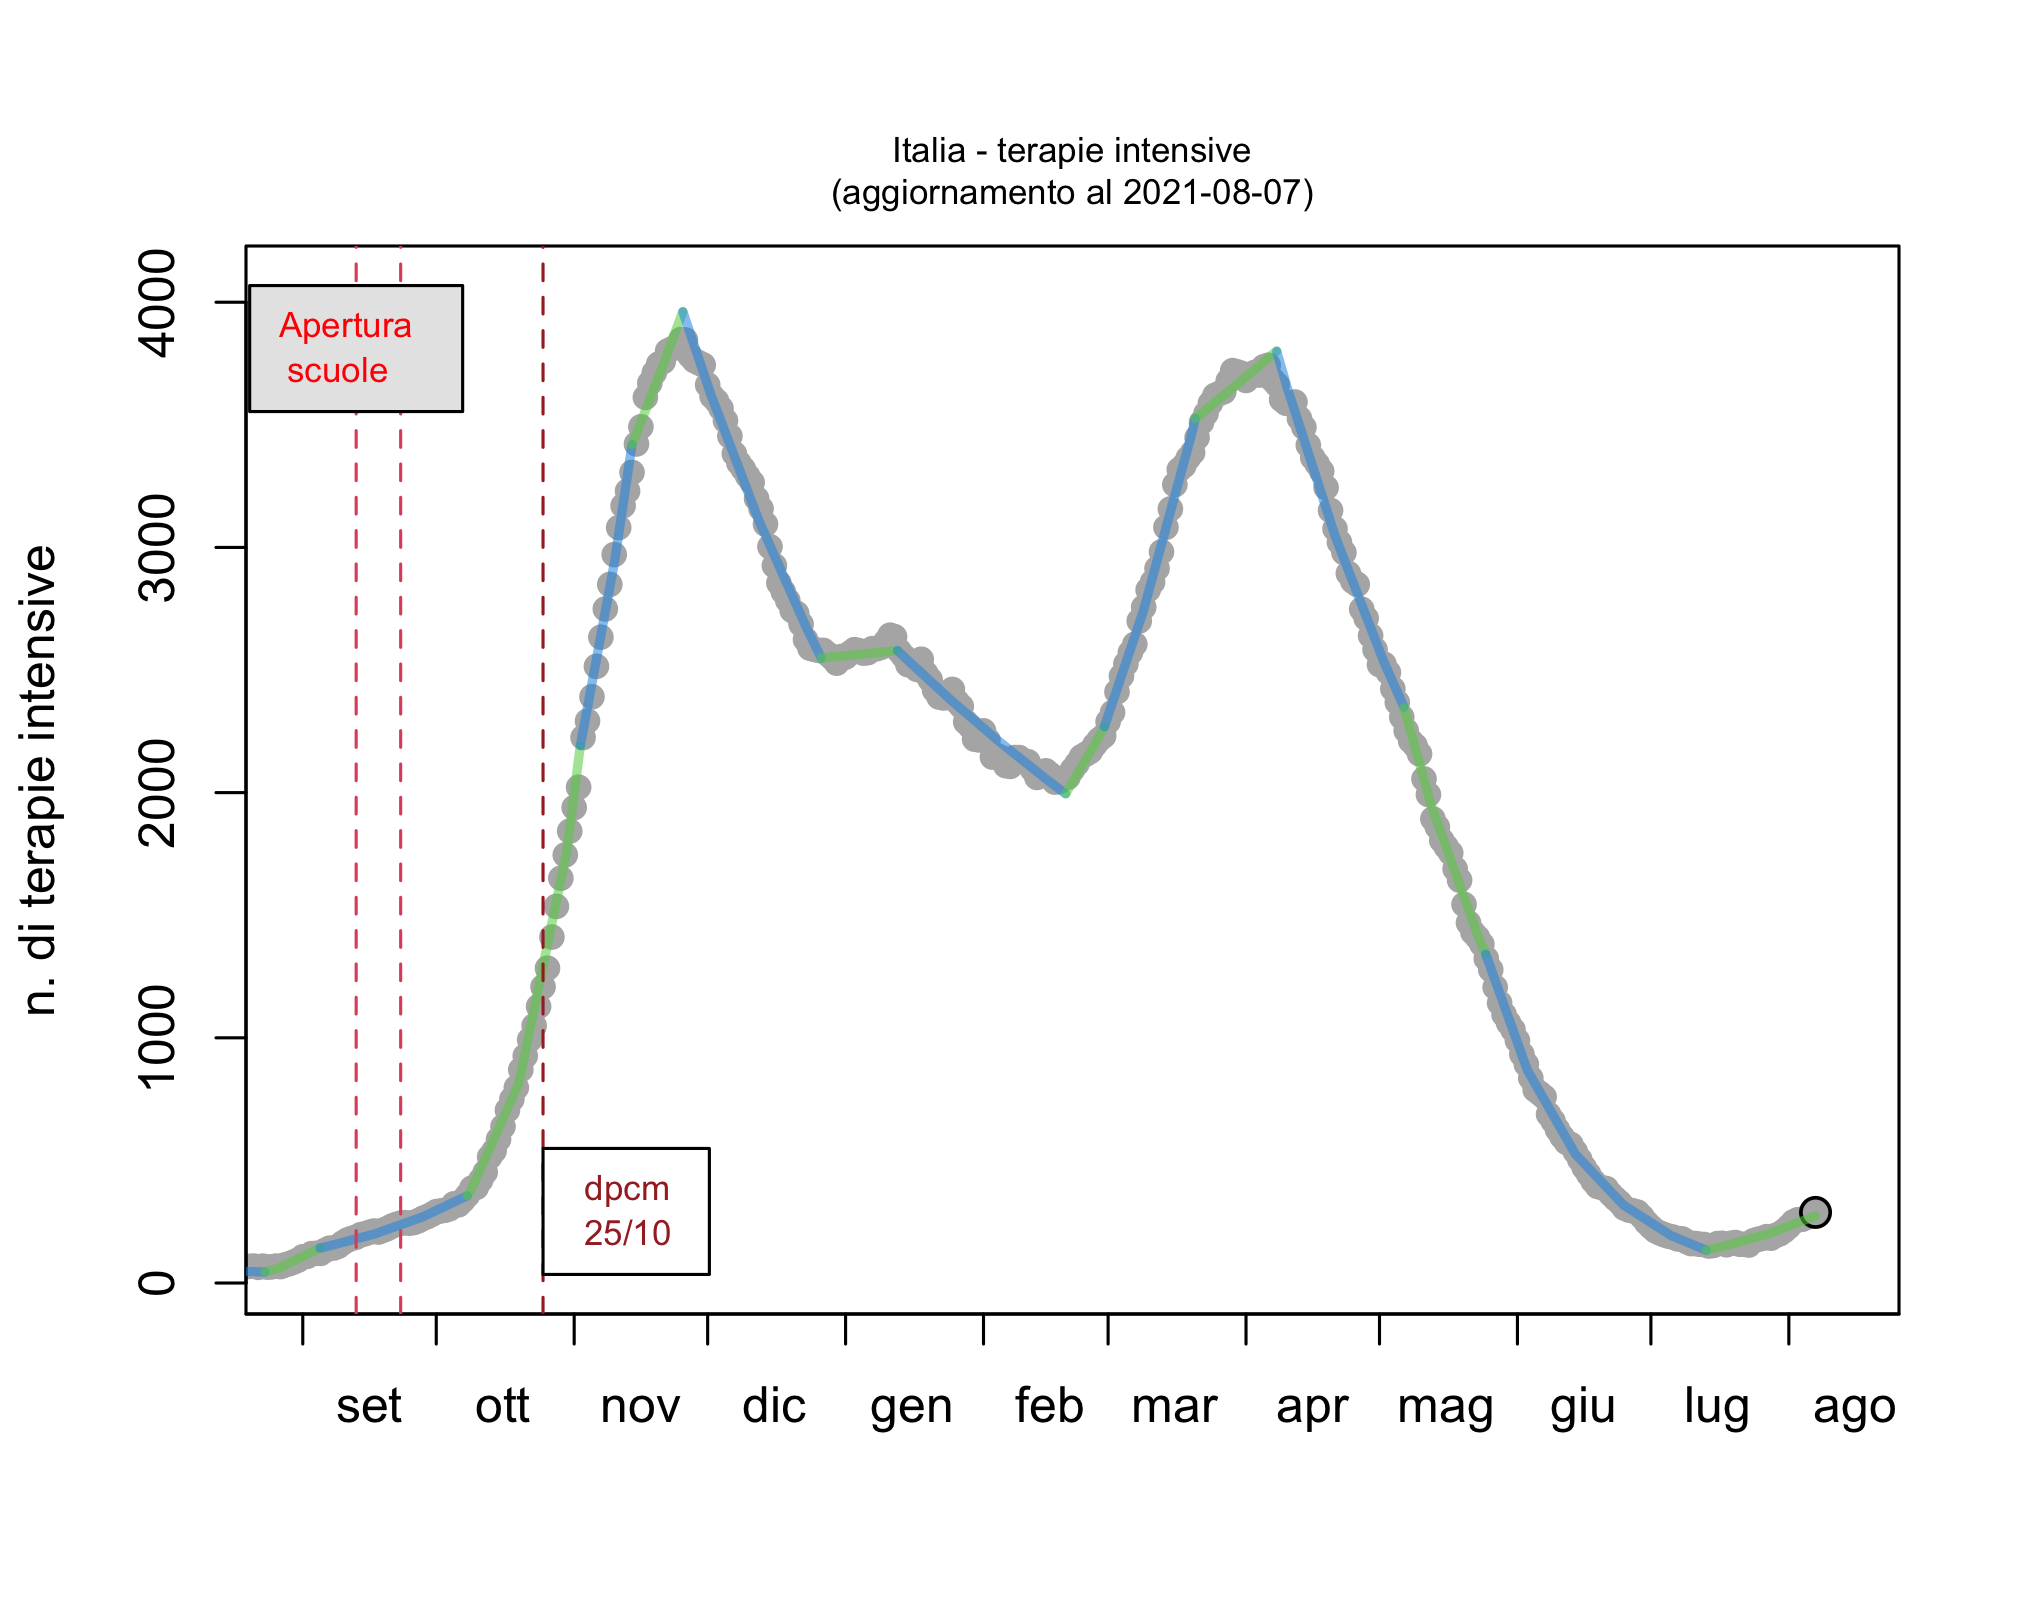 Italia - terapie intensive
(aggiornamento al 2021-08-07)
n. di terapie intensive
4000
3000
2000
1000
0
Apertura
scuole
dpcm
25/10
set ott nov dic gen feb mar apr mag giu lug ago